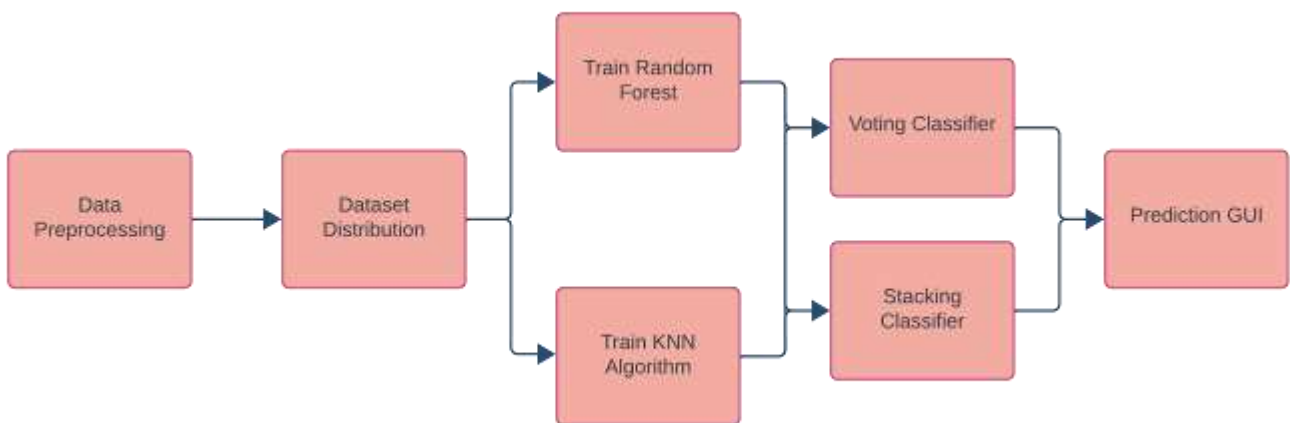 Data
Preprocessing
Dataset
Distribution
Train Random
Forest
Train KNN
Algorithm
Voting Classifier
Stacking
Classifier
Prediction GUI